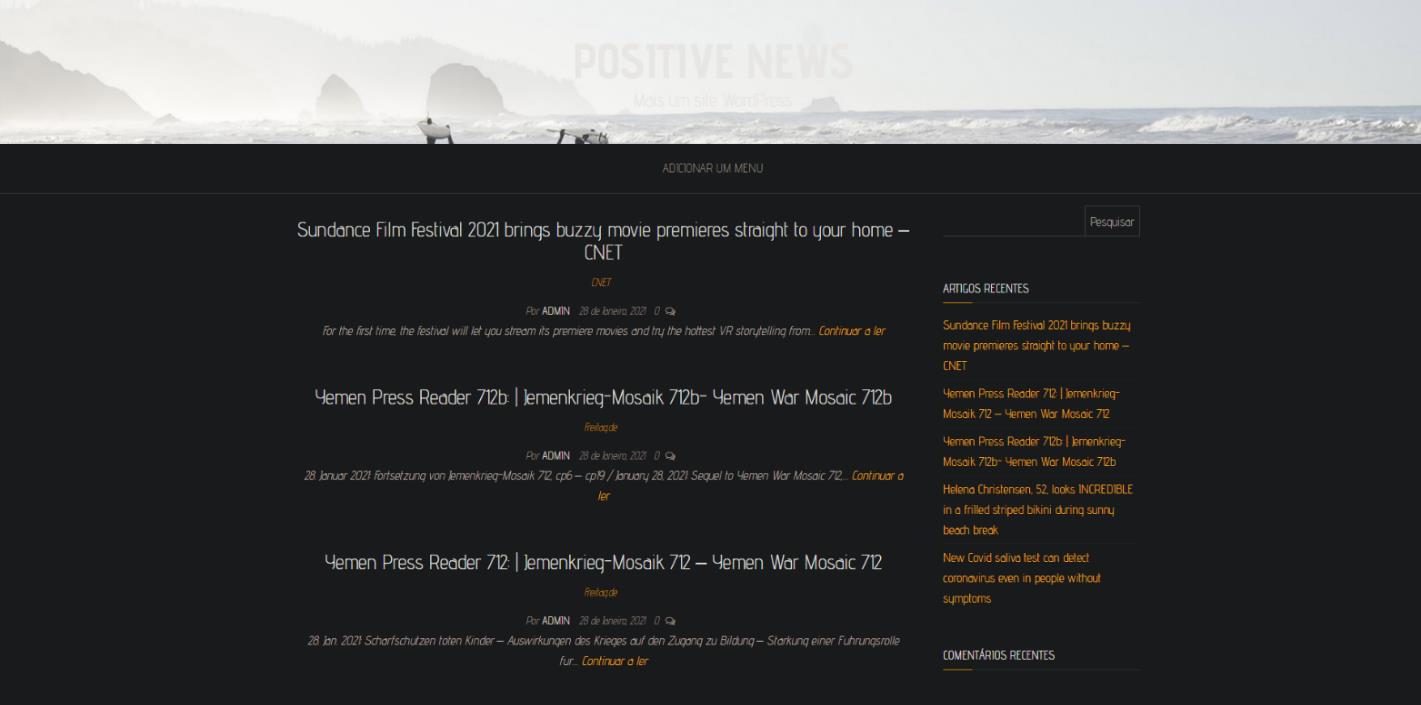 POSITIVE NEWS
Mais um site WordPress
ADICIONAR UM MENU
Sundance Film Festival 2021 brings buzzy movie premieres straight to your home –
CNET
CNET
Por ADMIN 28 de Janeiro, 2021 0
For the first time, the festival will let you stream its premiere movies and try the hottest VR storytelling from... Continuar a ler
Yemen Press Reader 712b: | Jemenkrieg-Mosaik 712b- Yemen War Mosaic 712b
Freitag.de
Por ADMIN 28 de Janeiro, 2021 0
28. Januar 2021: Fortsetzung von Jemenkrieg-Mosaik 712, cp6 – cp19 / January 28, 2021: Sequel to Yemen War Mosaic 712,... Continuar a
ler
Yemen Press Reader 712: | Jemenkrieg-Mosaik 712 – Yemen War Mosaic 712
Freitag.de
Por ADMIN 28 de Janeiro, 2021 0
28. Jan. 2021: Scharfschutzen toten Kinder – Auswirkungen des Krieges auf den Zugang zu Bildung – Starkung einer Fuhrungsrolle
fur... Continuar a ler
Pesquisar
ARTIGOS RECENTES
Sundance Film Festival 2021 brings buzzy
movie premieres straight to your home –
CNET
Yemen Press Reader 712: | Jemenkrieg-
Mosaik 712 – Yemen War Mosaic 712
Yemen Press Reader 712b: | Jemenkrieg-
Mosaik 712b- Yemen War Mosaic 712b
Helena Christensen, 52, looks INCREDIBLE
in a frilled striped bikini during sunny
beach break
New Covid saliva test can detect
coronavirus even in people without
symptoms
COMENTÁRIOS RECENTES